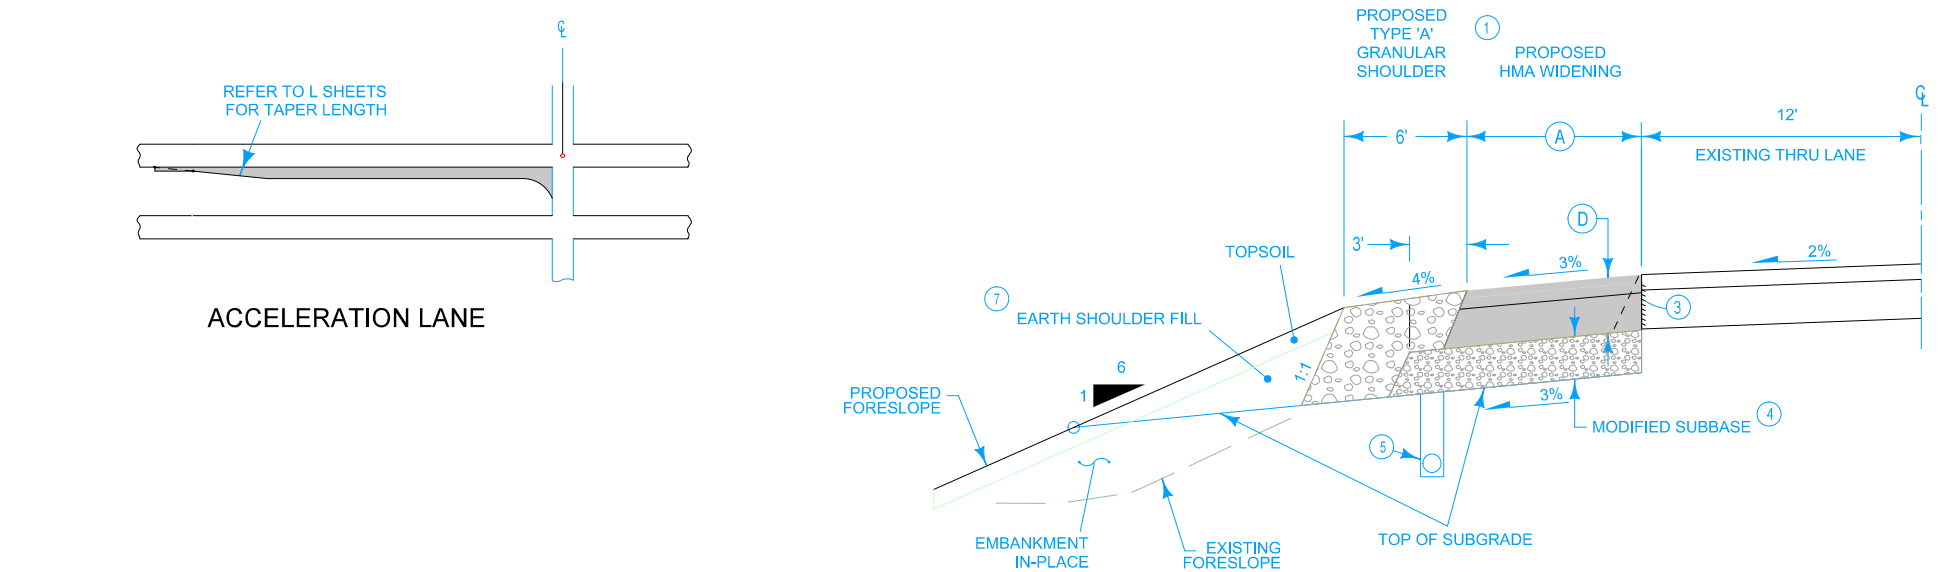 ℄
REFER TO L SHEETS
FOR TAPER LENGTH
ACCELERATION LANE
PROPOSED
TYPE 'A'
GRANULAR
SHOULDER
1
PROPOSED
HMA WIDENING
℄
6'
A
12'
EXISTING THRU LANE
D
3'
TOPSOIL
4%
3%
2%
7
EARTH SHOULDER FILL
3
1:1
6
1
PROPOSED
FORESLOPE
3%
MODIFIED SUBBASE
4
5
TOP OF SUBGRADE
EMBANKMENT
IN-PLACE
EXISTING
FORESLOPE